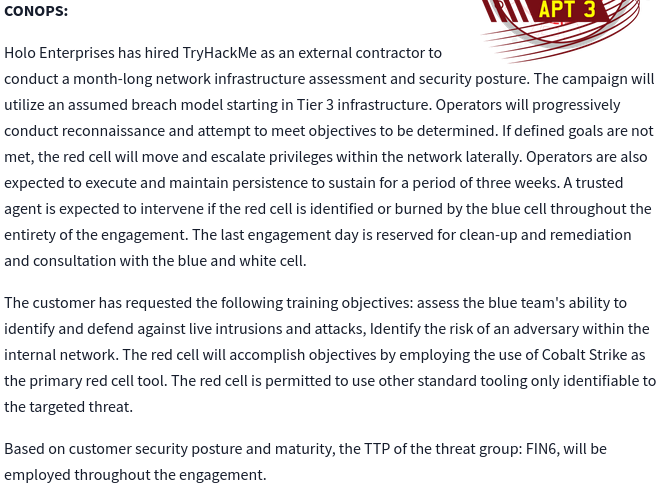 CONOPS:
APT 3
Holo Enterprises has hired TryHackMe as an external contractor to
conduct a month-long network infrastructure assessment and security posture. The campaign will
utilize an assumed breach model starting in Tier 3 infrastructure. Operators will progressively
conduct reconnaissance and attempt to meet objectives to be determined. If defined goals are not
met, the red cell will move and escalate privileges within the network laterally. Operators are also
expected to execute and maintain persistence to sustain for a period of three weeks. A trusted
agent is expected to intervene if the red cell is identified or burned by the blue cell throughout the
entirety of the engagement. The last engagement day is reserved for clean-up and remediation
and consultation with the blue and white cell.
The customer has requested the following training objectives: assess the blue team's ability to
identify and defend against live intrusions and attacks, Identify the risk of an adversary within the
internal network. The red cell will accomplish objectives by employing the use of Cobalt Strike as
the primary red cell tool. The red cell is permitted to use other standard tooling only identifiable to
the targeted threat.
Based on customer security posture and maturity, the TTP of the threat group: FIN6, will be
employed throughout the engagement.